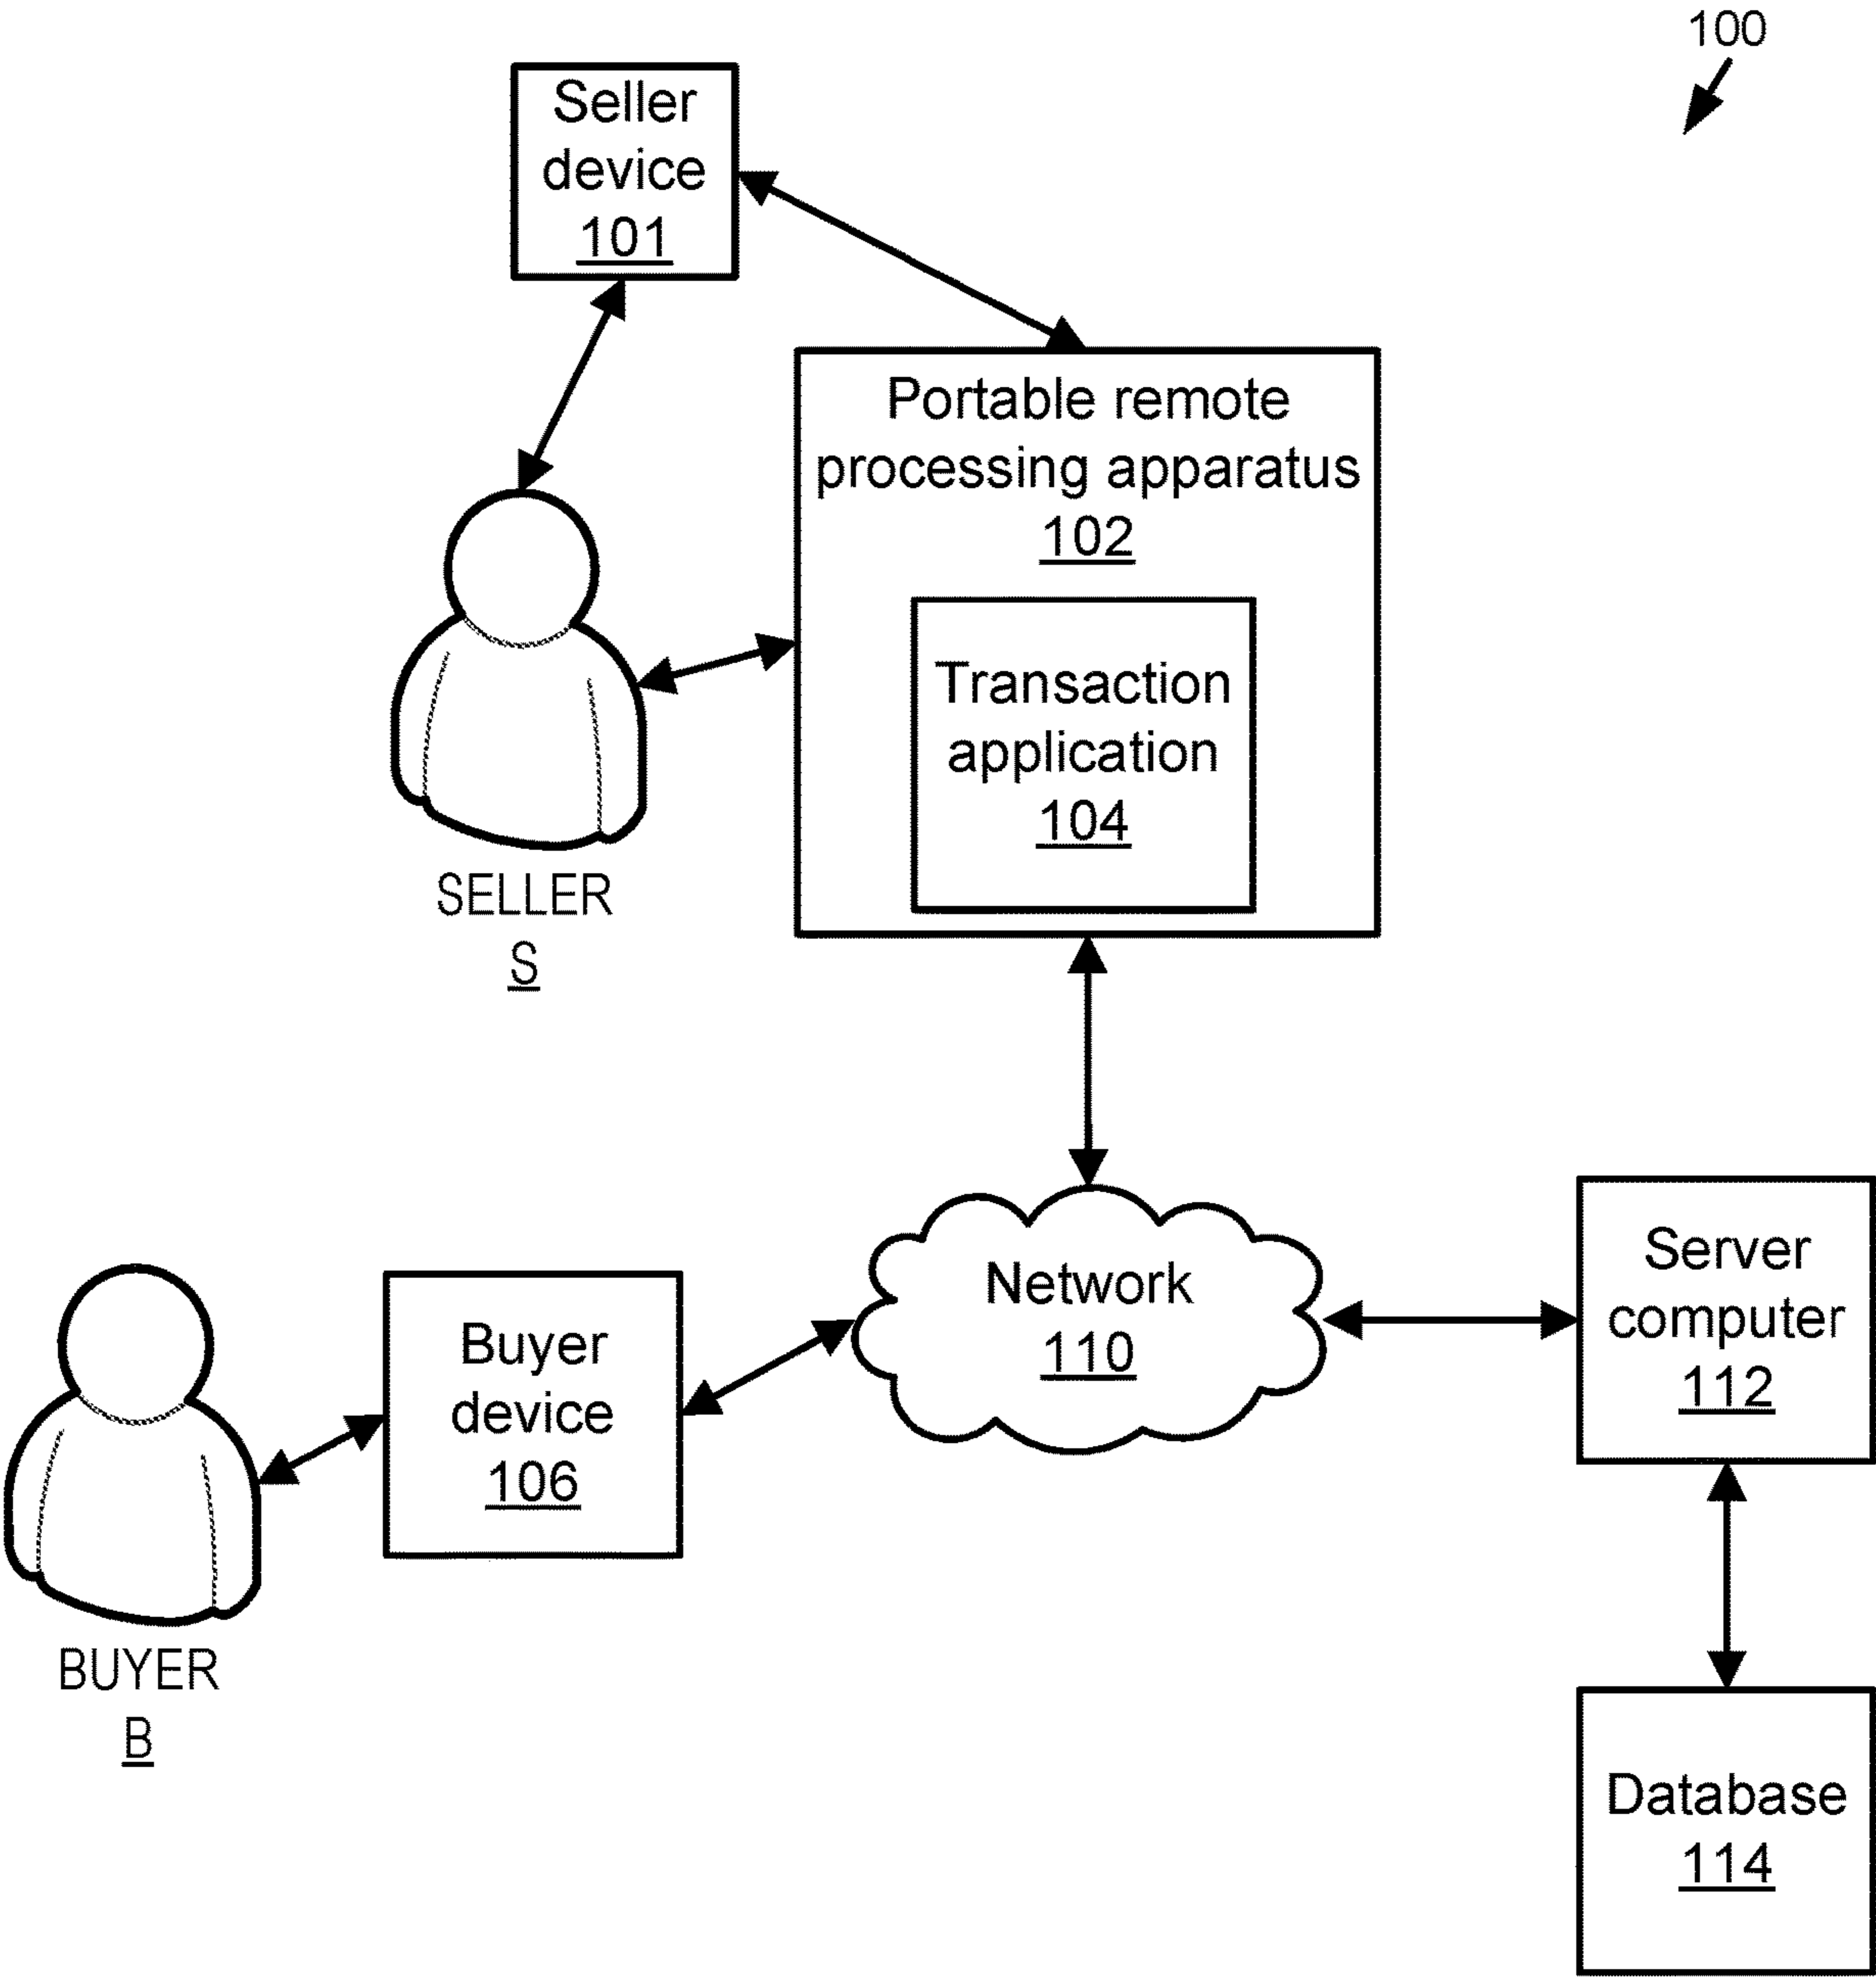 100
Seller
device
101
Portable remote
processing apparatus
102
Transaction
application
104
SELLER
S
Network
110
Server
computer
112
Buyer
device
106
BUYER
B
Database
114